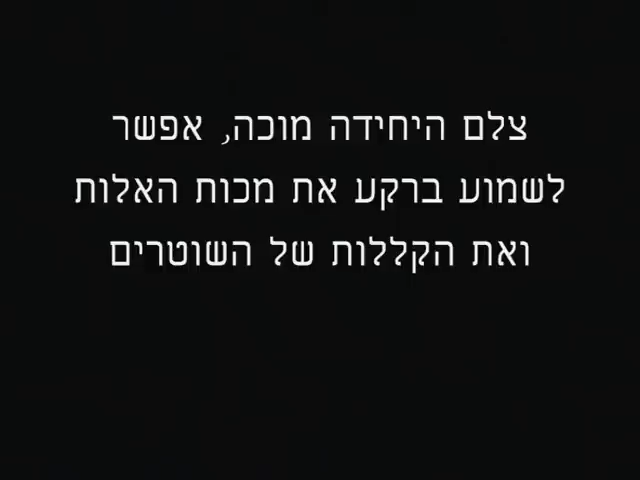 צלם היחידה מוכה, אפשר
לשמוע ברקע את מכות האלות
ואת הקללות של השוטרים